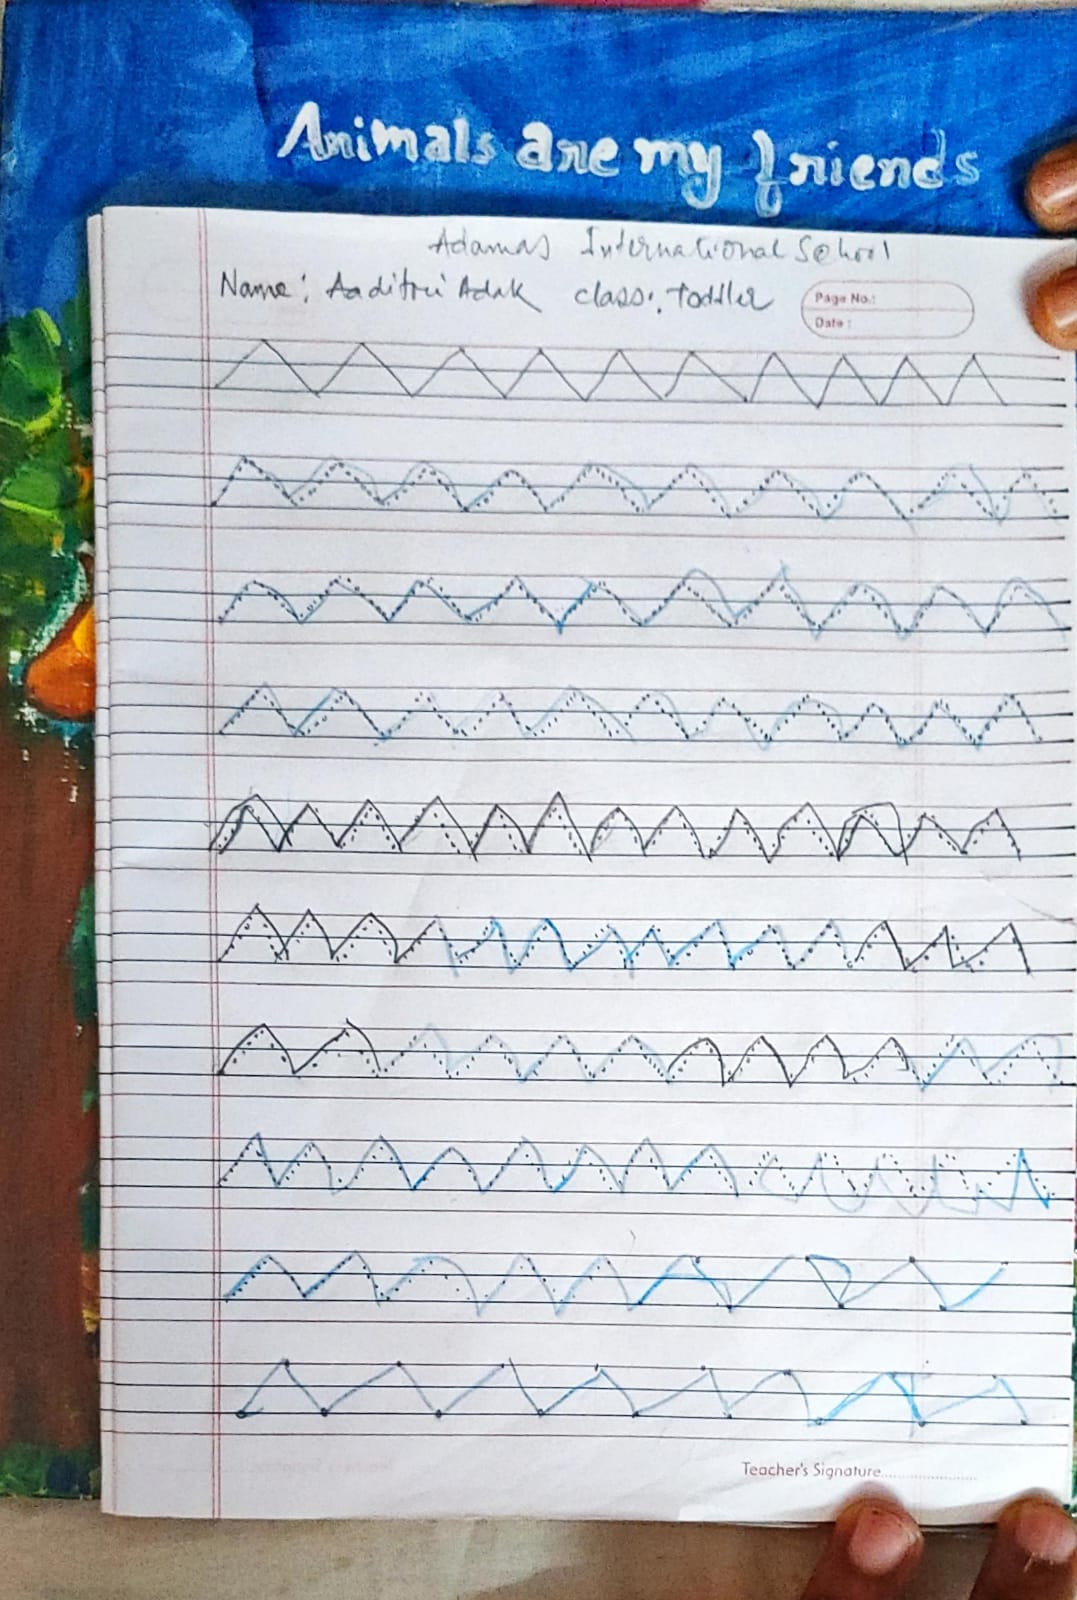 Animals are my friends
Adamas International School
Name: Aaditri Adak class: Toddler
Page No.:
Date :
Teacher's Signature........................